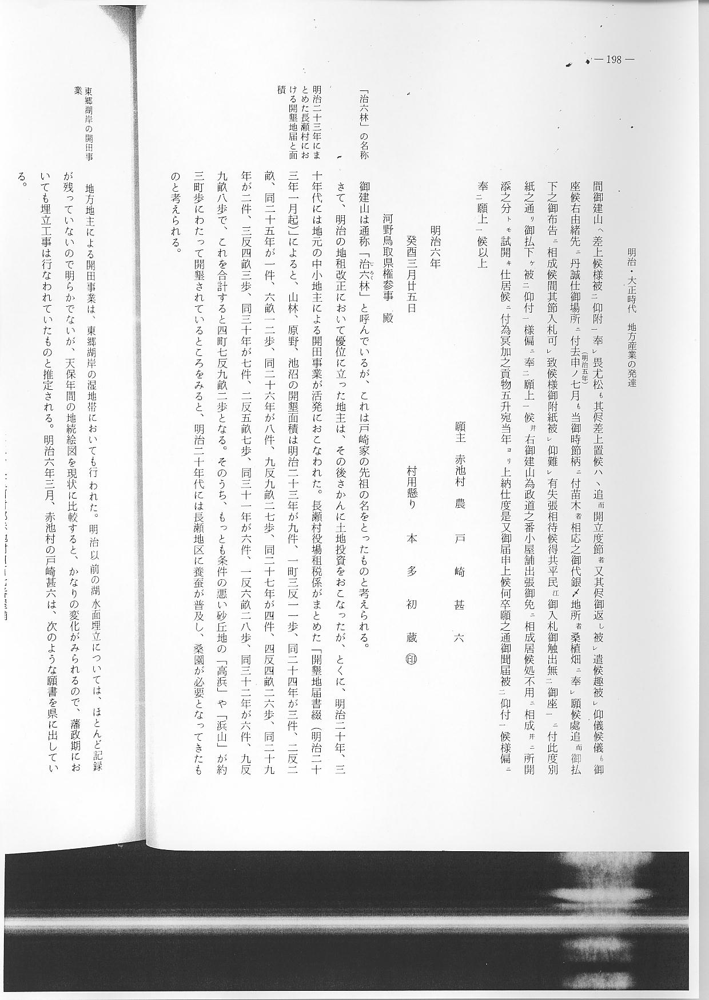 ― 198 ―
明治・大正時代　地方産業の発達
間御建山ヘ差上候様被二仰附一奉レ畏尤松も其侭差上置候ハヽ追而開立度節者又其侭御返し被レ遣候趣被レ仰儀候儀も御
座候右由緒先ニ丹誠仕御場所ニ付去申ノ七月も当御時節柄ニ付苗木者相応之御代銀〆地所者桑植畑ニ奉レ願候處追而御払
(明治五年)
下之御布告ニ相成候間其節入札可レ致候様御附紙被レ仰難レ有失張相待候得共平民江御入札御触出無二御座一ニ付此度別
紙之通リ御払下ケ被二仰付一様偏ニ奉二願上一候井右御建山為政道之番小屋舗出張御免ニ相成居候処不用ニ相成井ニ所開
添之分トモ試開キ仕居候ニ付為冥加之貢物五升宛当年ヨリ上納仕度是又御届申上候何卒願之通御聞届被二仰付一候様偏ニ
奉二願上一候以上
願主　赤池村　農　戸崎甚六
明治六年
癸酉三月廿五日
村用懸り　本多初蔵㊞
河野鳥取県権参事　殿
「治六林」の名称
御建山は通称「治六林」と呼んでいるが、これは戸崎家の先祖の名をとったものと考えられる。
じろく
さて、明治の地租改正において優位に立った地主は、その後さかんに土地投資をおこなったが、とくに、明治二十年、三
明治二十三年にま
とめた長瀬村にお
ける開墾地届と面
積
十年代には地元の中小地主による開田事業が活発におこなわれた。長瀬村役場租税係がまとめた「開墾地届書綴（明治二十
三年一月起）」によると、山林、原野、池沼の開墾面積は明治二十三年が九件、一町三反一一歩、同二十四年が三件、二反二
畝、同二十五年が一件、六畝一二歩、同二十六年が八件、九反九畝二七歩、同二十七年が四件、四反四畝二六歩、同二十九
年が二件、三反四畝三歩、同三十年が七件、二反五畝七歩、同三十一年が六件、一反六畝二八歩、同三十二年が六件、九反
九畝八歩で、これを合計すると四町七反九畝二歩となる。そのうち、もっとも条件の悪い砂丘地の「高浜」や「浜山」が約
三町歩にわたって開墾されているところをみると、明治二十年代には長瀬地区に養蚕が普及し、桑園が必要となってきたも
のと考えられる。
東郷湖岸の開田事
業
地方地主による開田事業は、東郷湖岸の湿地帯においても行われた。明治以前の湖水面埋立については、ほとんど記録
が残っていないので明らかでないが、天保年間の地続絵図を現状に比較すると、かなりの変化がみられるので、藩政期にお
いても埋立工事は行なわれていたものと推定される。明治六年三月、赤池村の戸崎甚六は、次のような願書を県に出してい
る。